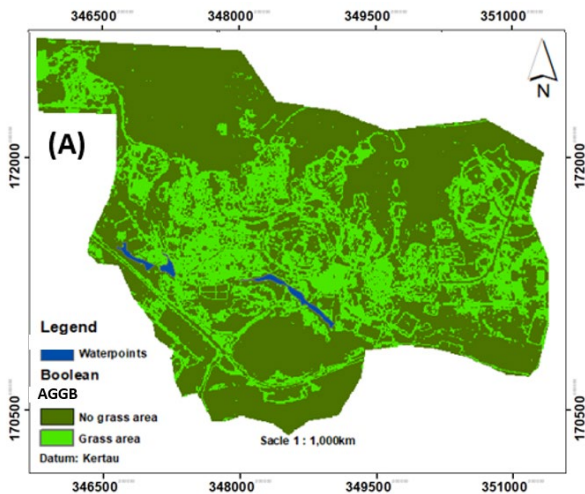 346500 348000 349500 351000
N
(A)
172000
172000
Legend
Waterpoints
Boolean
AGGB
No grass area
Grass area
Datum: Kertau
Sacle 1 : 1,000km
170500
170500
346500 348000 349500 351000